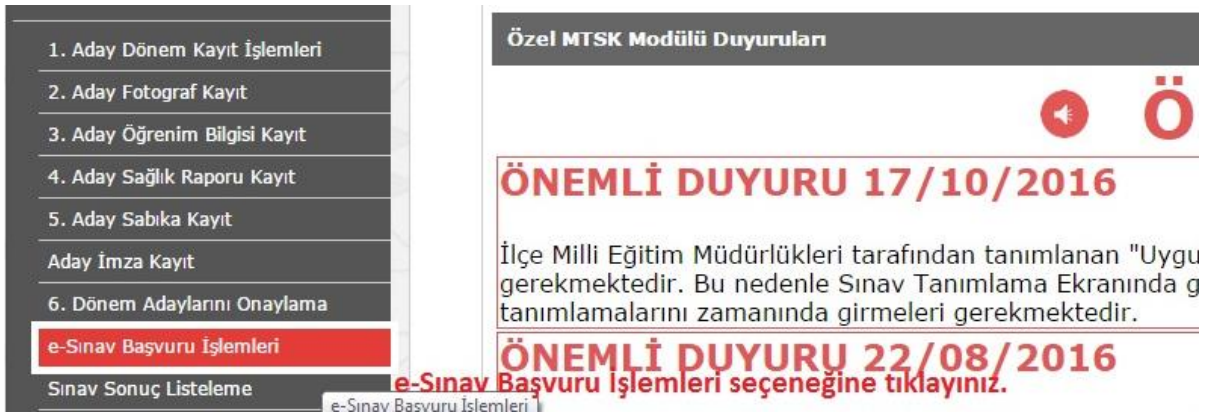 1. Aday Dönem Kayıt İşlemleri
2. Aday Fotograf Kayıt
3. Aday Öğrenim Bilgisi Kayıt
4. Aday Sağlık Raporu Kayıt
5. Aday Sabıka Kayıt
Aday İmza Kayıt
6. Dönem Adaylarını Onaylama
e-Sınav Başvuru İşlemleri
Sınav Sonuç Listeleme
e-Sınav Başvuru İşlemleri
Özel MTSK Modülü Duyuruları
Ö
ÖNEMLİ DUYURU 17/10/2016
İlçe Milli Eğitim Müdürlükleri tarafından tanımlanan "Uygu
gerekmektedir. Bu nedenle Sınav Tanımlama Ekranında g
tanımlamalarını zamanında girmeleri gerekmektedir.
ÖNEMLİ DUYURU 22/08/2016
e-Sınav Başvuru İşlemleri seçeneğine tıklayınız.